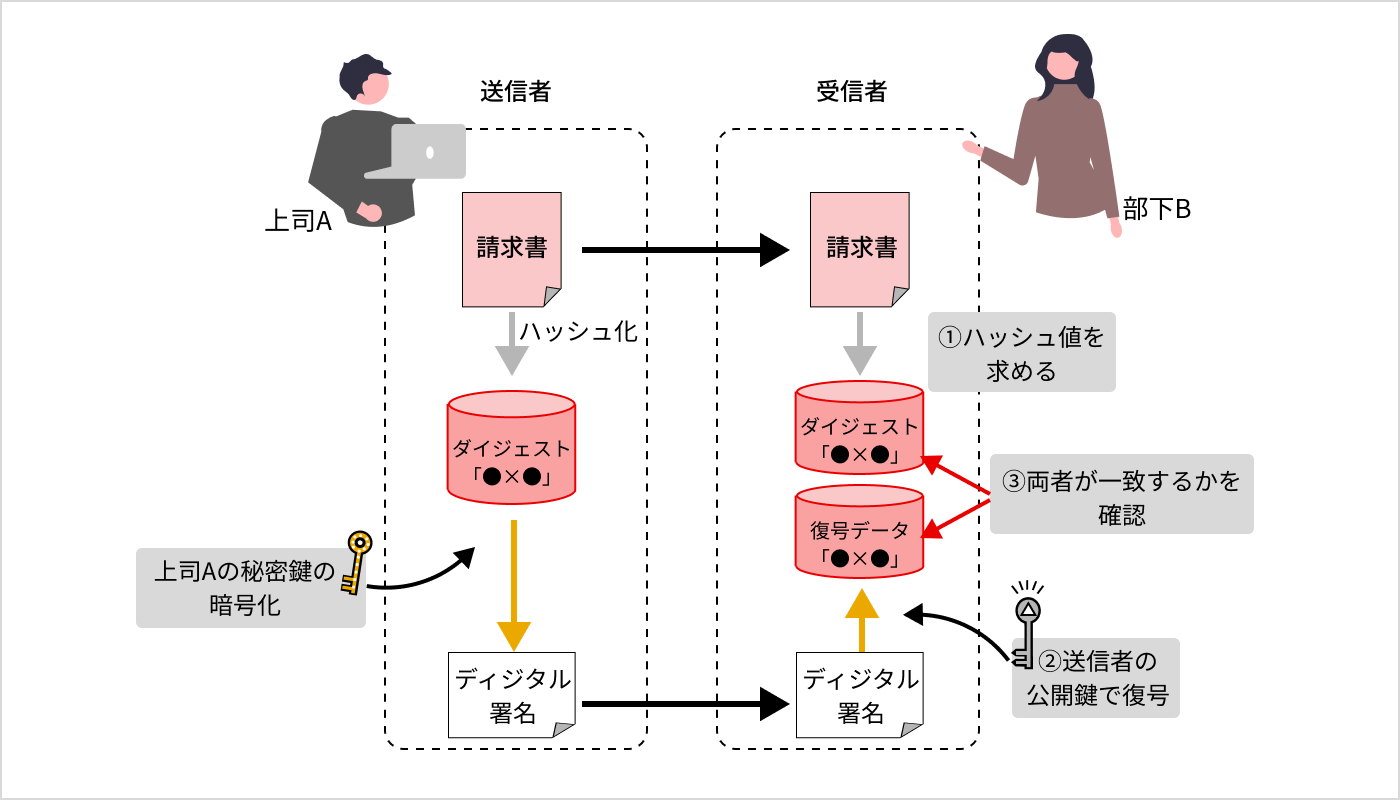 送信者
受信者
上司A
部下B
請求書
請求書
ハッシュ化
①ハッシュ値を
求める
ダイジェスト
「●×●」
ダイジェスト
「●×●」
③両者が一致するかを
確認
復号データ
「●×●」
上司Aの秘密鍵の
暗号化
②送信者の
公開鍵で復号
ディジタル
署名
ディジタル
署名